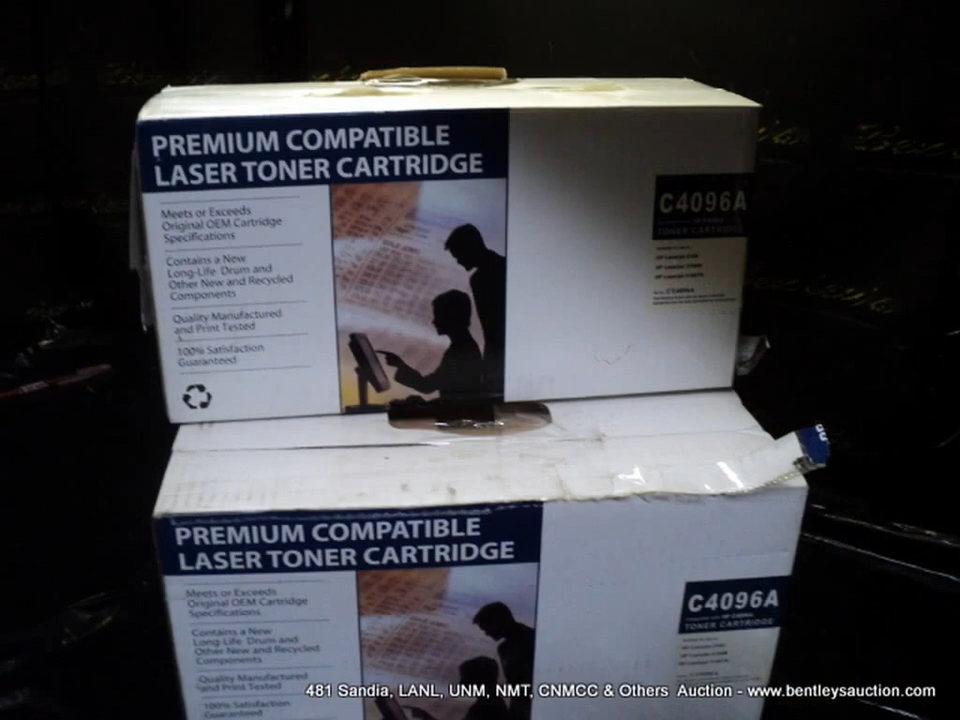 PREMIUM COMPATIBLE
LASER TONER CARTRIDGE
Meets or Exceeds
Original OEM Cartridge
Specifications
Contains a New
Long-Life Drum and
Other New and Recycled
Components
Quality Manufactured
and Print Tested
100% Satisfaction
Guaranteed
C4096A
TONER CARTRIDGE
PREMIUM COMPATIBLE
LASER TONER CARTRIDGE
Meets or Exceeds
Original OEM Cartridge
Specifications
Contains a New
Long-Life Drum and
Other New and Recycled
Components
Quality Manufactured
and Print Tested
100% Satisfaction
Guaranteed
C4096A
TONER CARTRIDGE
481 Sandia, LANL, UNM, NMT, CNMCC & Others Auction - www.bentleysauction.com